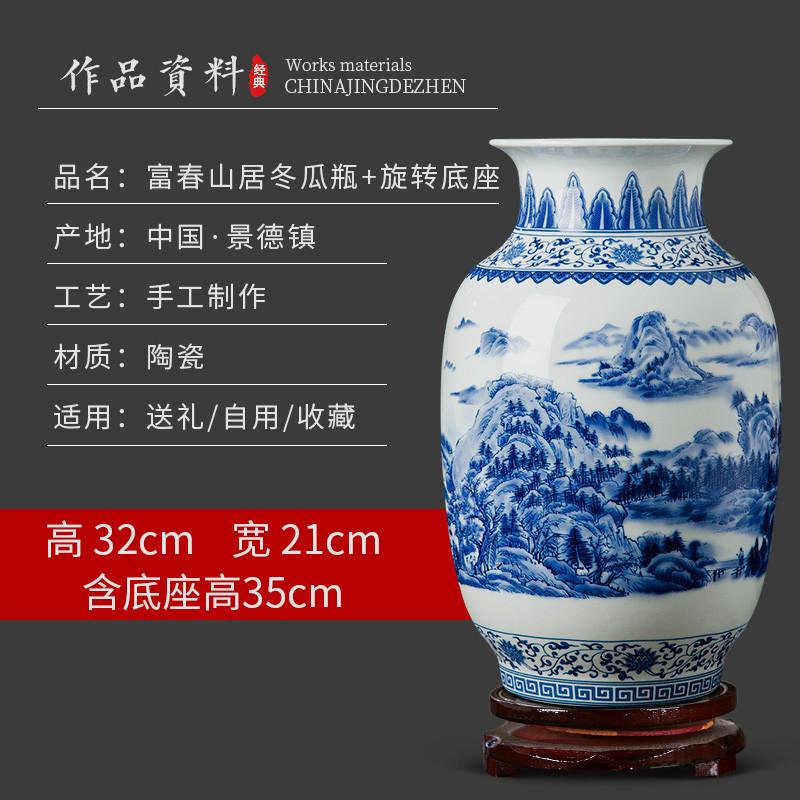 作品資料
经典
Works materials
CHINAJINGDEZHEN
品名：富春山居冬瓜瓶+旋转底座
产地：中国·景德镇
工艺：手工制作
材质：陶瓷
适用：送礼/自用/收藏
高 32cm 宽 21cm
含底座高35cm